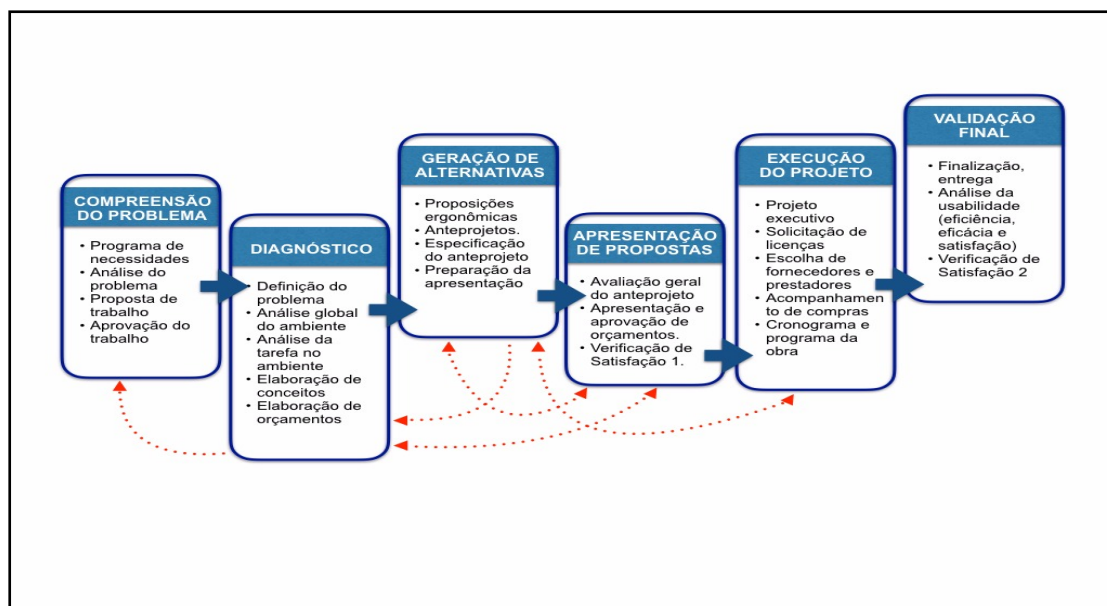 COMPREENSÃO
DO PROBLEMA
• Programa de
necessidades
• Análise do
problema
• Proposta de
trabalho
• Aprovação do
trabalho
DIAGNÓSTICO
• Definição do
problema
• Análise global
do ambiente
• Análise da
tarefa no
ambiente
• Elaboração de
conceitos
• Elaboração de
orçamentos
GERAÇÃO DE
ALTERNATIVAS
• Proposições
ergonômicas
• Anteprojetos.
• Especificação
do anteprojeto
• Preparação da
apresentação
APRESENTAÇÃO
DE PROPOSTAS
• Avaliação geral
do anteprojeto
• Apresentação e
aprovação de
orçamentos.
• Verificação de
Satisfação 1.
EXECUÇÃO
DO PROJETO
• Projeto
executivo
• Solicitação de
licenças
• Escolha de
fornecedores e
prestadores
• Acompanhamen
to de compras
• Cronograma e
programa da
obra
VALIDAÇÃO
FINAL
• Finalização,
entrega
• Análise da
usabilidade
(eficiência,
eficácia e
satisfação)
• Verificação de
Satisfação 2